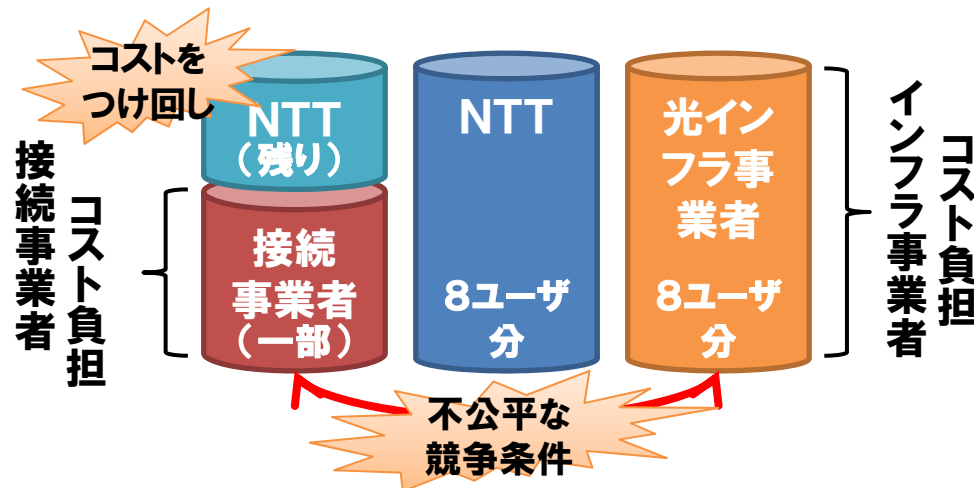 コストを
つけ回し
NTT
（残り）
接続
事業者
（一部）
接続事業者
コスト負担
NTT
８ユーザ
分
光イン
フラ事
業者
８ユーザ
分
コスト負担
インフラ事業者
不公平な
競争条件